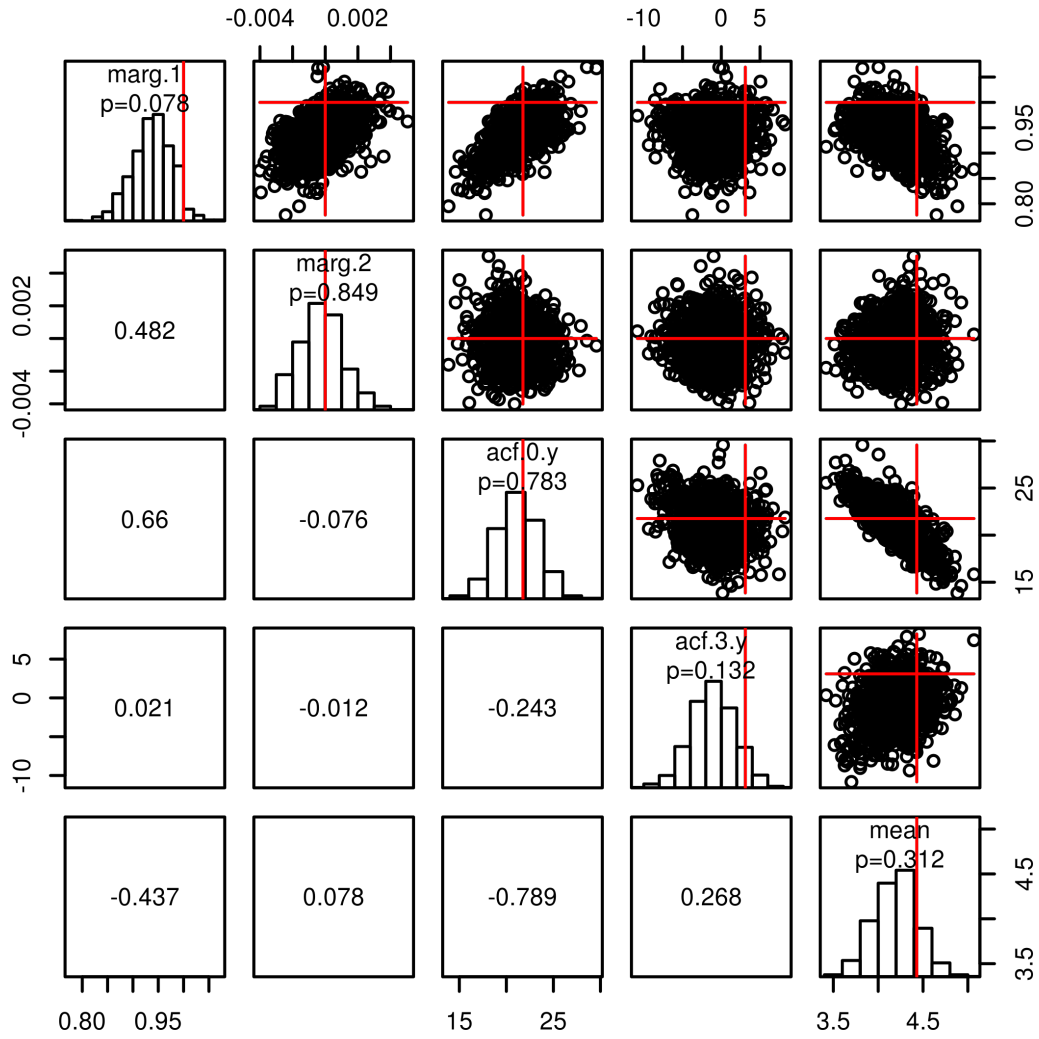 -0.004 0.002 -10 0 5
marg.1
p=0.078
0.80 0.95
-0.004 0.002
0.482
marg.2
p=0.849
0.66
-0.076
acf.0.y
p=0.783
15 25
-10 0 5
0.021
-0.012
-0.243
acf.3.y
p=0.132
-0.437
0.078
-0.789
0.268
mean
p=0.312
3.5 4.5
0.80 0.95 15 25 3.5 4.5